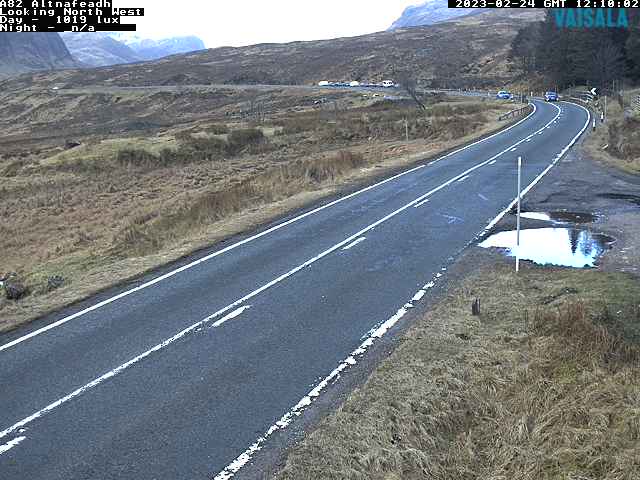 A82 Altnafeadh
Looking North West
Day - 1019 lux
Night - n/a
2023-02-24 GMT 12:10:02
VAISALA